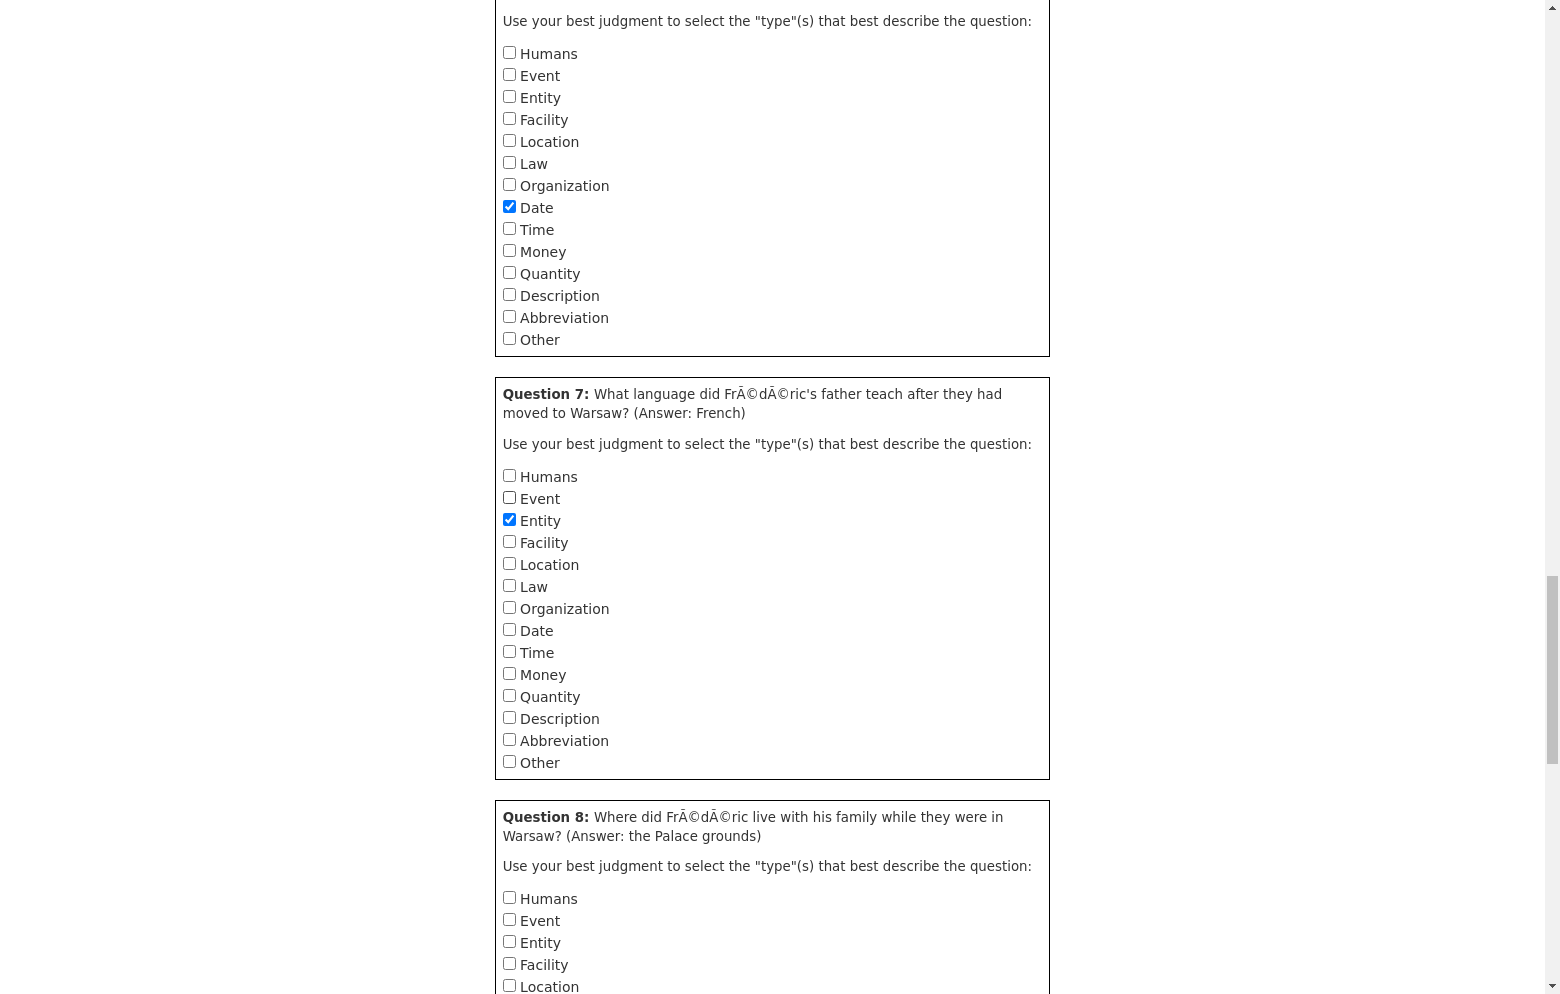 Use your best judgment to select the "type"(s) that best describe the question:
Humans
Event
Entity
Facility
Location
Law
Organization
Date
Time
Money
Quantity
Description
Abbreviation
Other
Question 7: What language did FrÃ©dÃ©ric's father teach after they had
moved to Warsaw? (Answer: French)
Use your best judgment to select the "type"(s) that best describe the question:
Humans
Event
Entity
Facility
Location
Law
Organization
Date
Time
Money
Quantity
Description
Abbreviation
Other
Question 8: Where did FrÃ©dÃ©ric live with his family while they were in
Warsaw? (Answer: the Palace grounds)
Use your best judgment to select the "type"(s) that best describe the question:
Humans
Event
Entity
Facility
Location